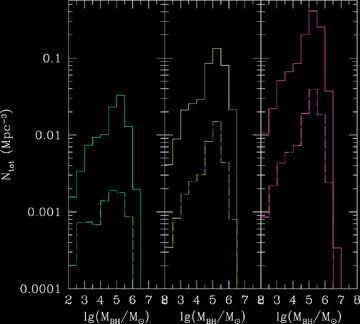 0.1
0.01
0.001
0.0001
N_tot (Mpc⁻³)
2 3 4 5 6 7 8 3 4 5 6 7 8 3 4 5 6 7 8
lg(M_BH/M_⊙) lg(M_BH/M_⊙) lg(M_BH/M_⊙)